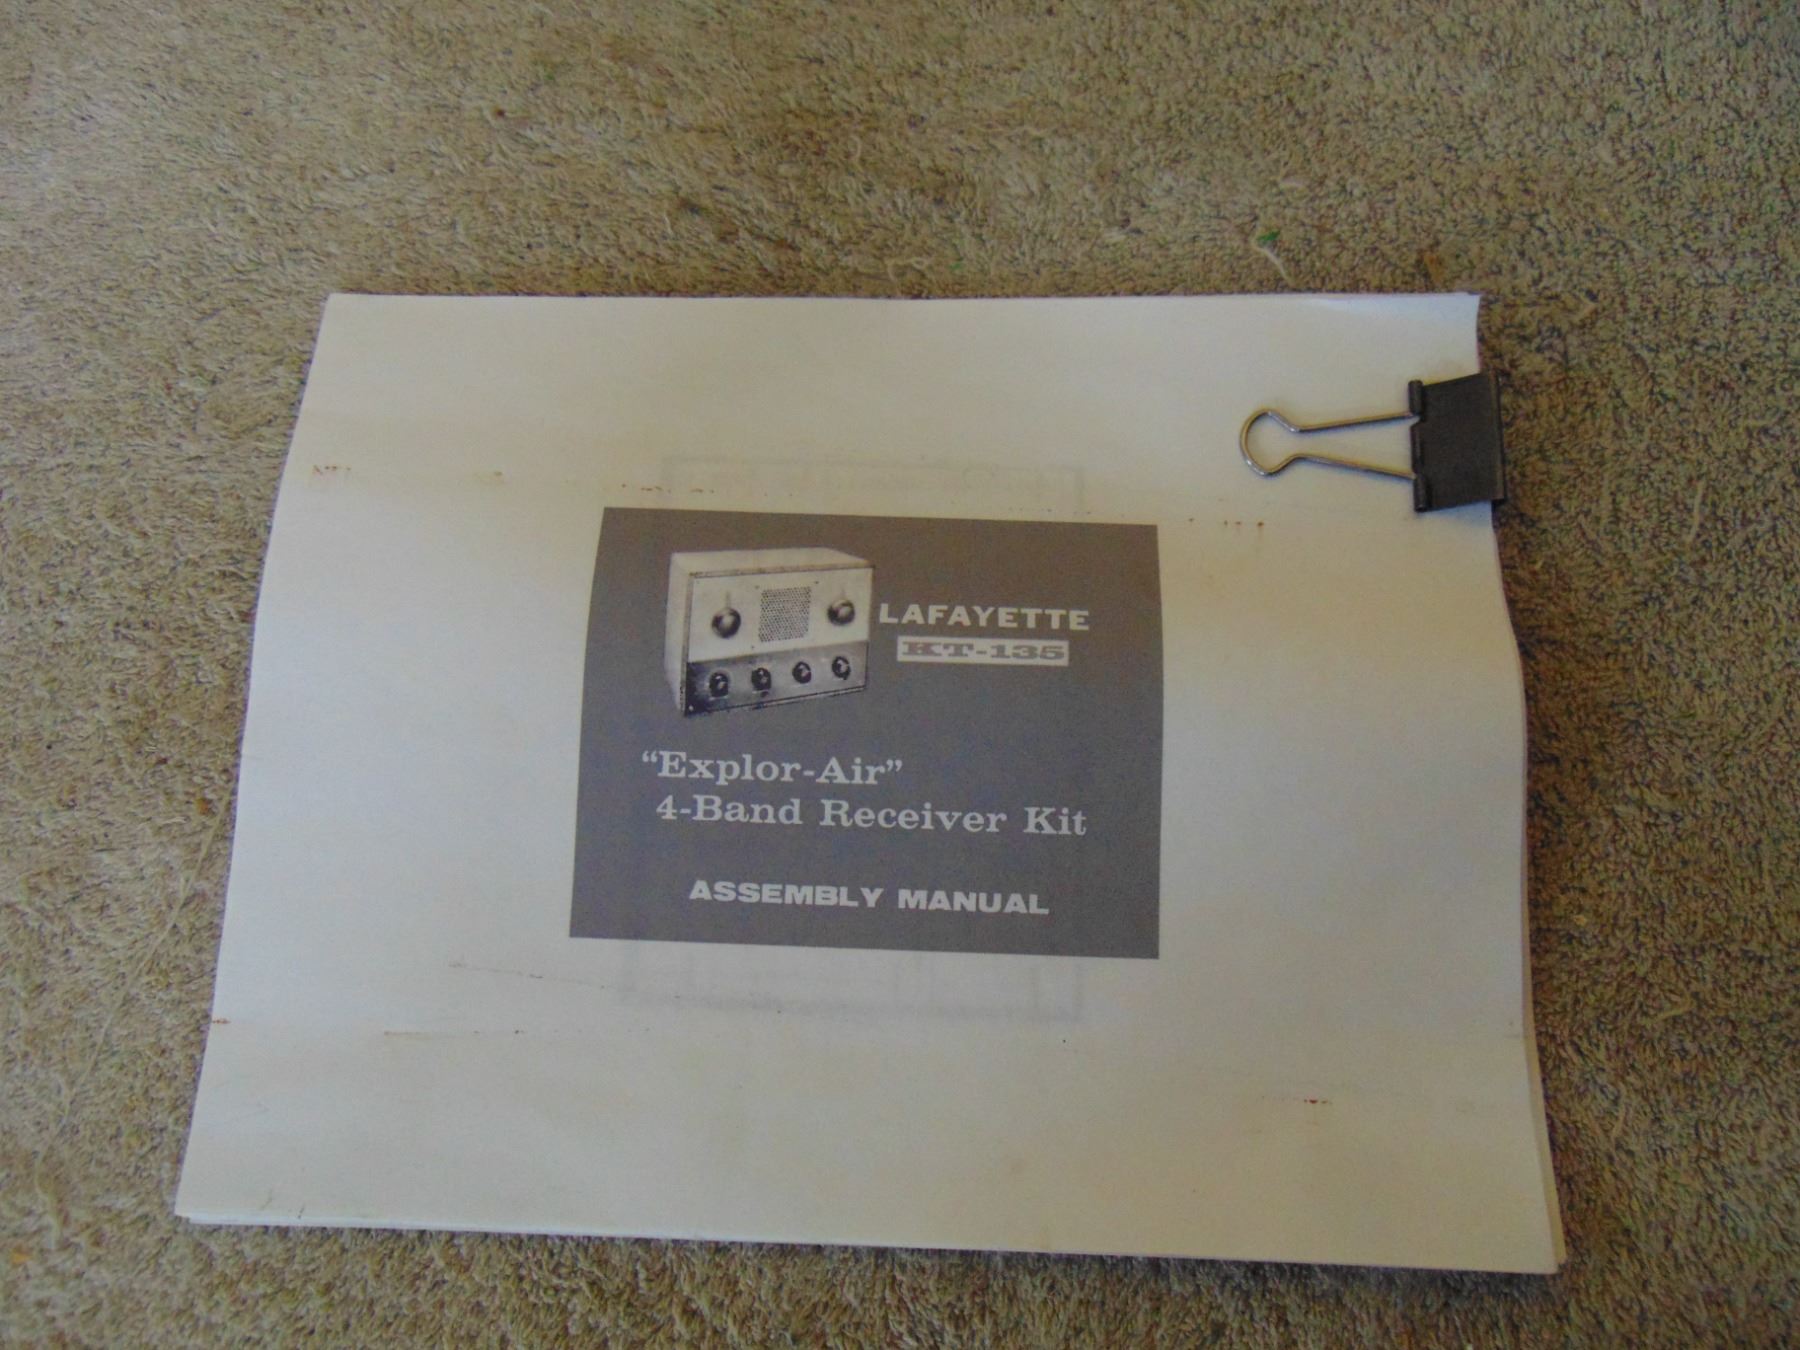 LAFAYETTE
KT-135
“Explor-Air”
4-Band Receiver Kit
ASSEMBLY MANUAL